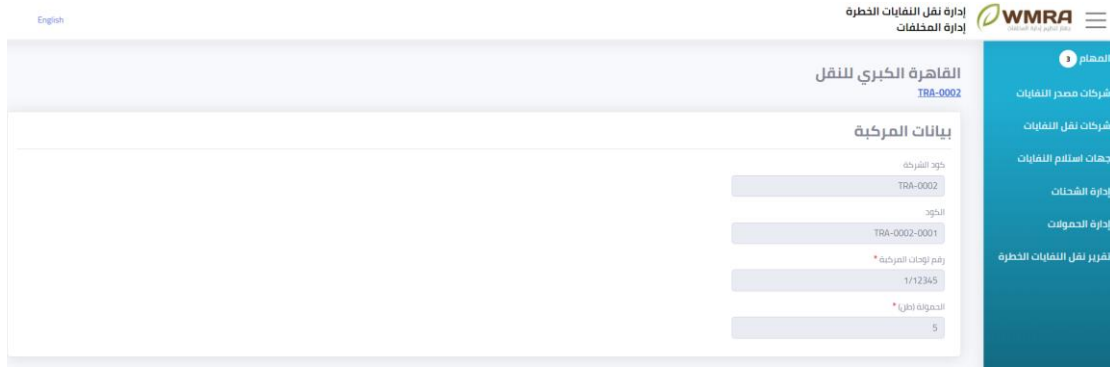 English
إدارة نقل النفايات الخطرة
إدارة المخلفات
WMRA
المهام 3
شركات مصدر النفايات
شركات نقل النفايات
جهات استلام النفايات
إدارة الشحنات
إدارة الحمولات
تقرير نقل النفايات الخطرة
القاهرة الكبري للنقل
TRA-0002
بيانات المركبة
كود الشركة
TRA-0002
الكود
TRA-0002-0001
رقم لوحات المركبة *
1/12345
الحمولة (طن) *
5